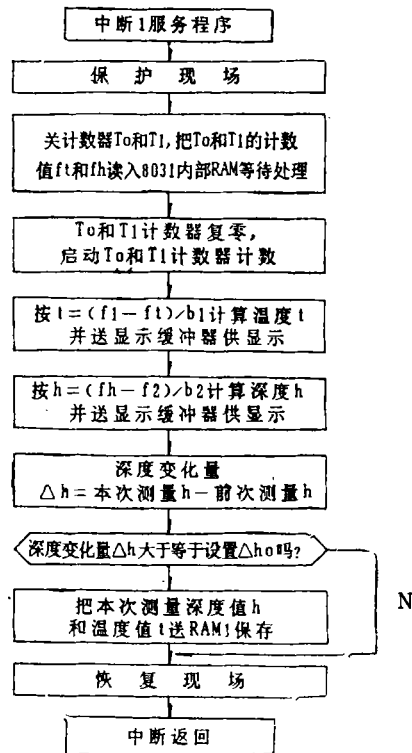 中断1服务程序
保护现场
关计数器To和T1,把To和T1的计数
值ft和fh读入8031内部RAM等待处理
To和T1计数器复零,
启动To和T1计数器计数
按t=(f1-ft)/b1计算温度t
并送显示缓冲器供显示
按h=(fh-f2)/b2计算深度h
并送显示缓冲器供显示
深度变化量
△h=本次测量h-前次测量h
深度变化量△h大于等于设置△ho吗?
N
把本次测量深度值h
和温度值t送RAM1保存
恢复现场
中断返回